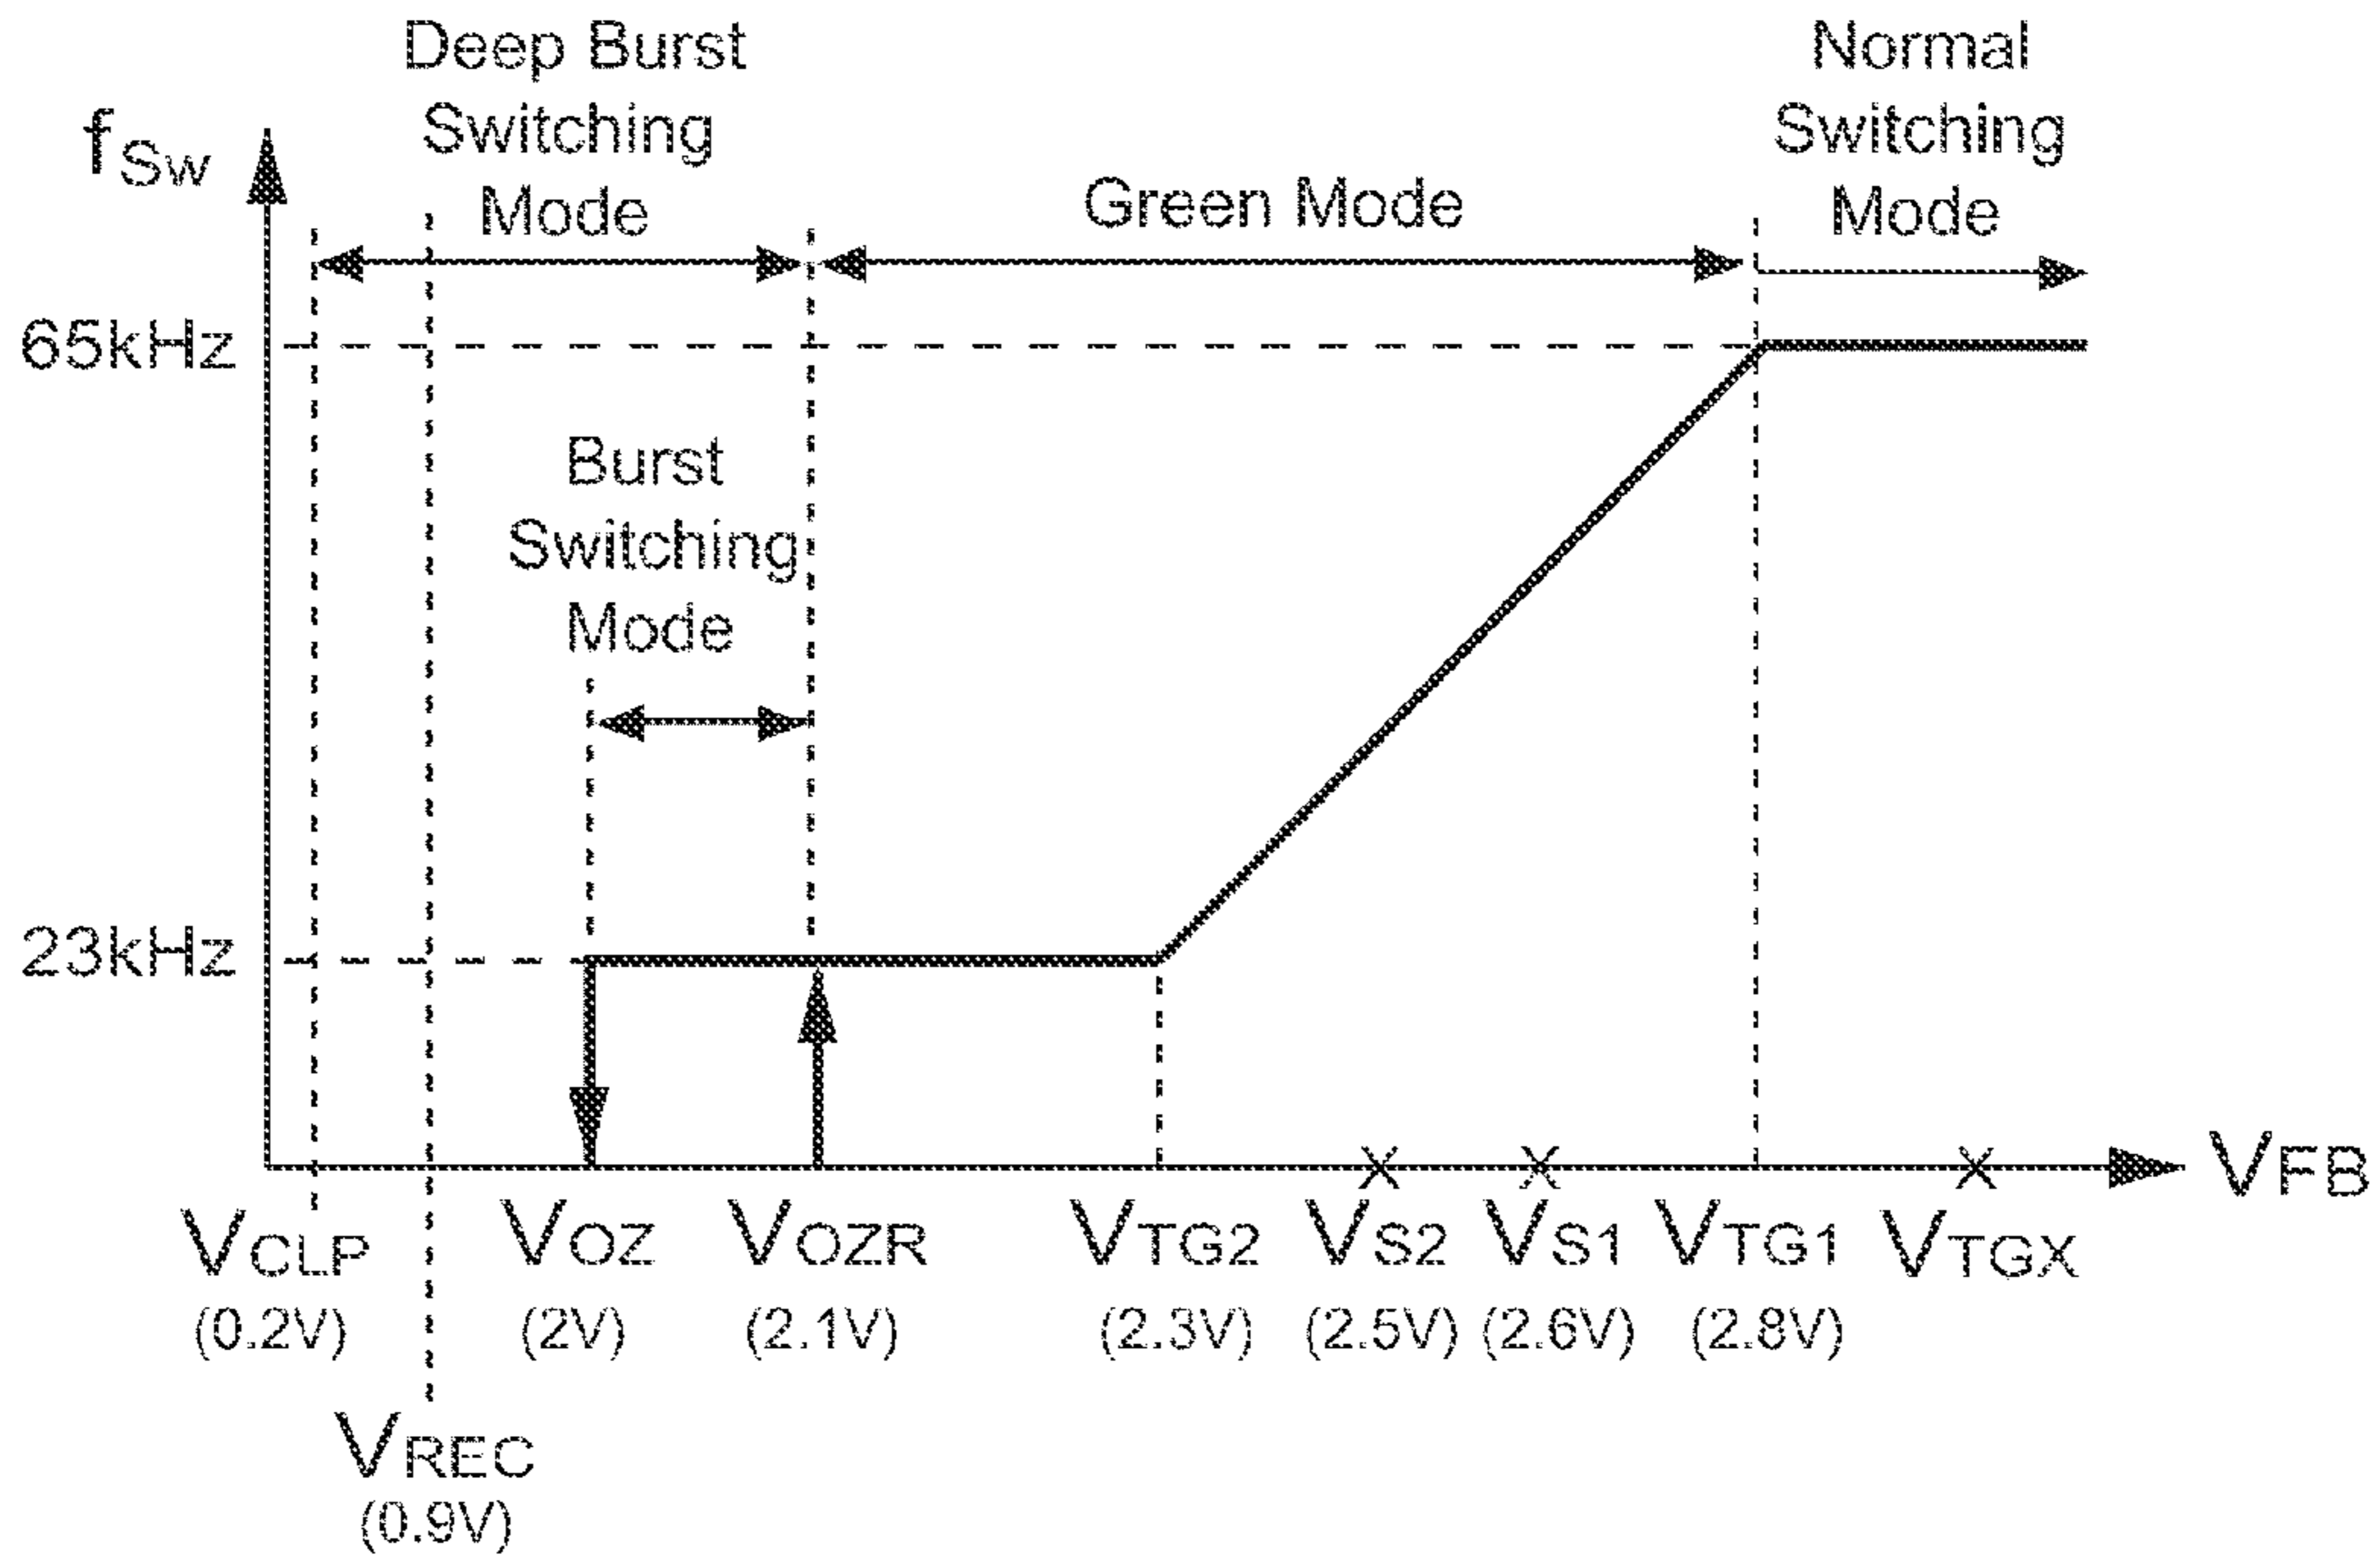 Deep Burst
Switching
Mode
Normal
Switching
Mode
Green Mode
fSw
65kHz
Burst
Switching
Mode
23kHz
VFB
VCLP
(0.2V)
VREC
(0.9V)
VOZ
(2V)
VOZR
(2.1V)
VTG2
(2.3V)
VS2
(2.5V)
VS1
(2.6V)
VTG1
(2.8V)
VTGX